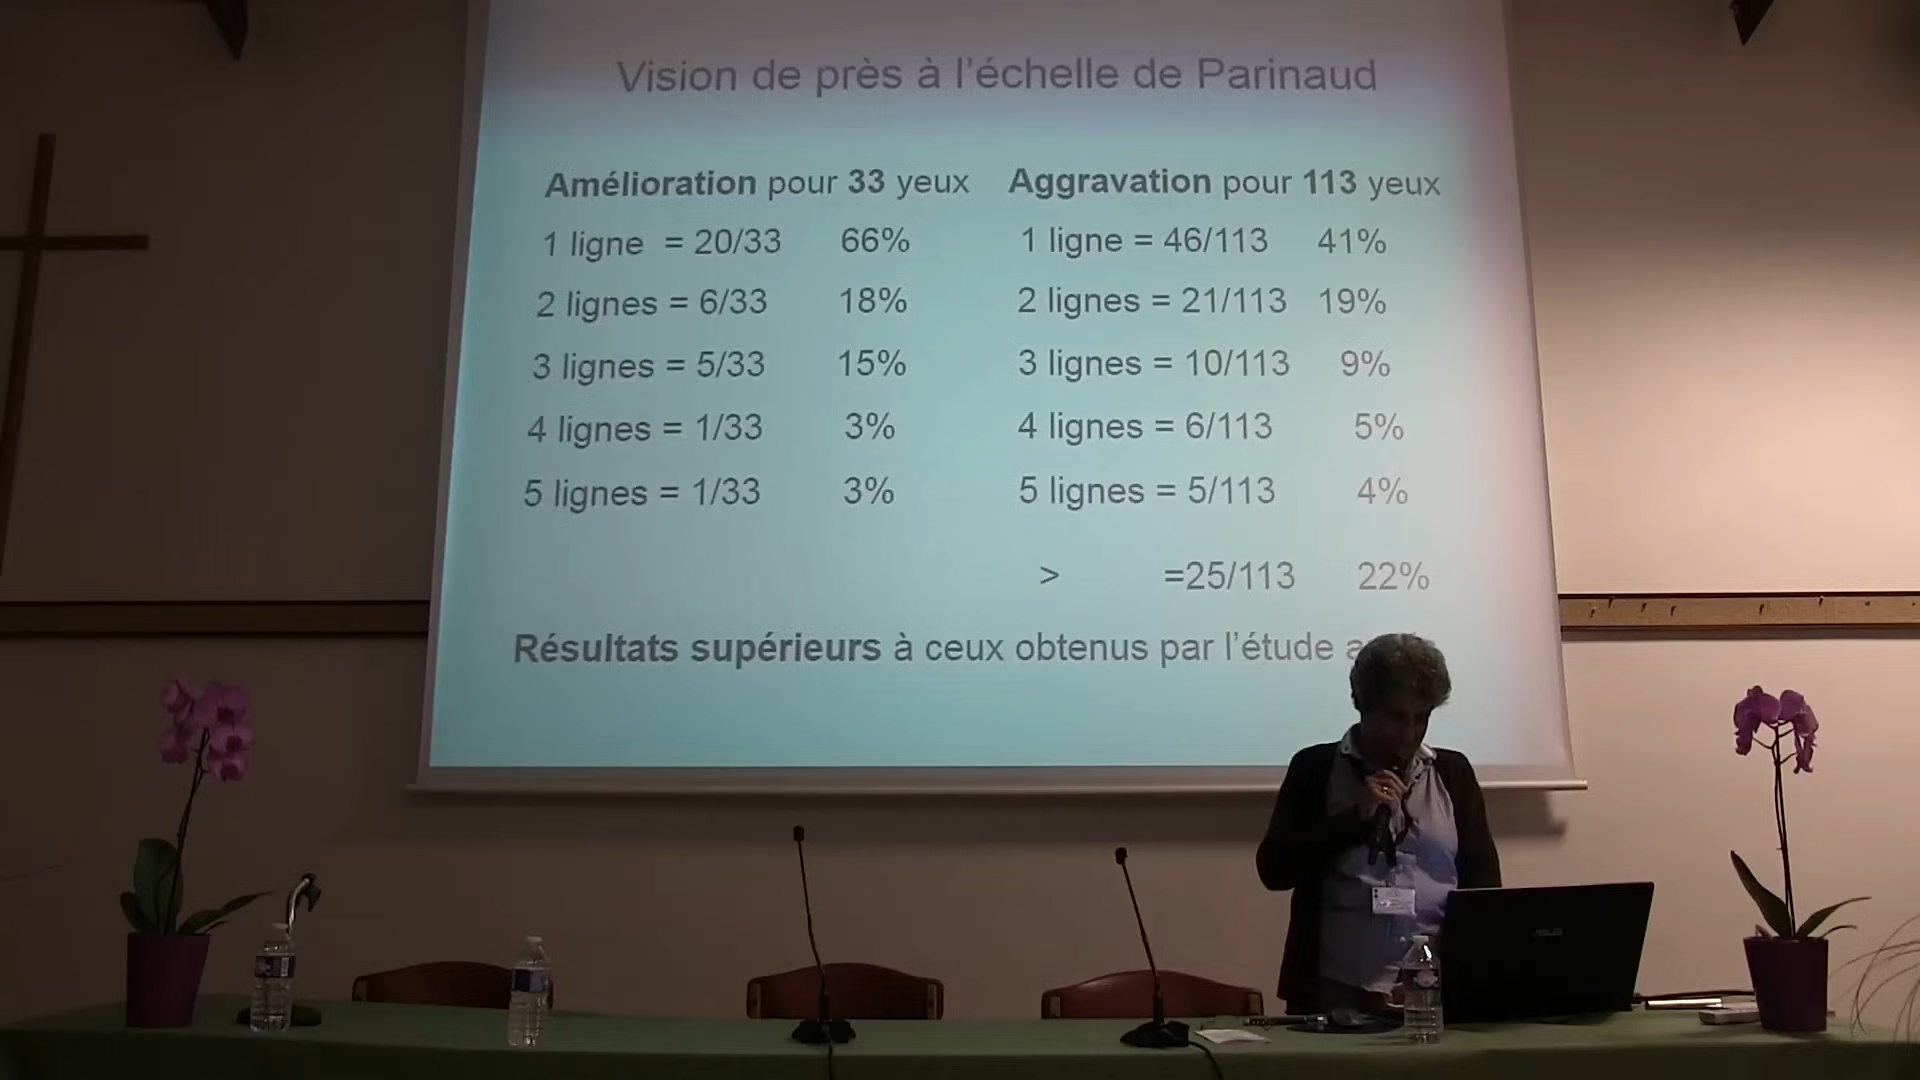 Vision de près à l'échelle de Parinaud
Amélioration pour 33 yeux
1 ligne = 20/33 66%
2 lignes = 6/33 18%
3 lignes = 5/33 15%
4 lignes = 1/33 3%
5 lignes = 1/33 3%
Aggravation pour 113 yeux
1 ligne = 46/113 41%
2 lignes = 21/113 19%
3 lignes = 10/113 9%
4 lignes = 6/113 5%
5 lignes = 5/113 4%
> =25/113 22%
Résultats supérieurs à ceux obtenus par l'étude
ASUS